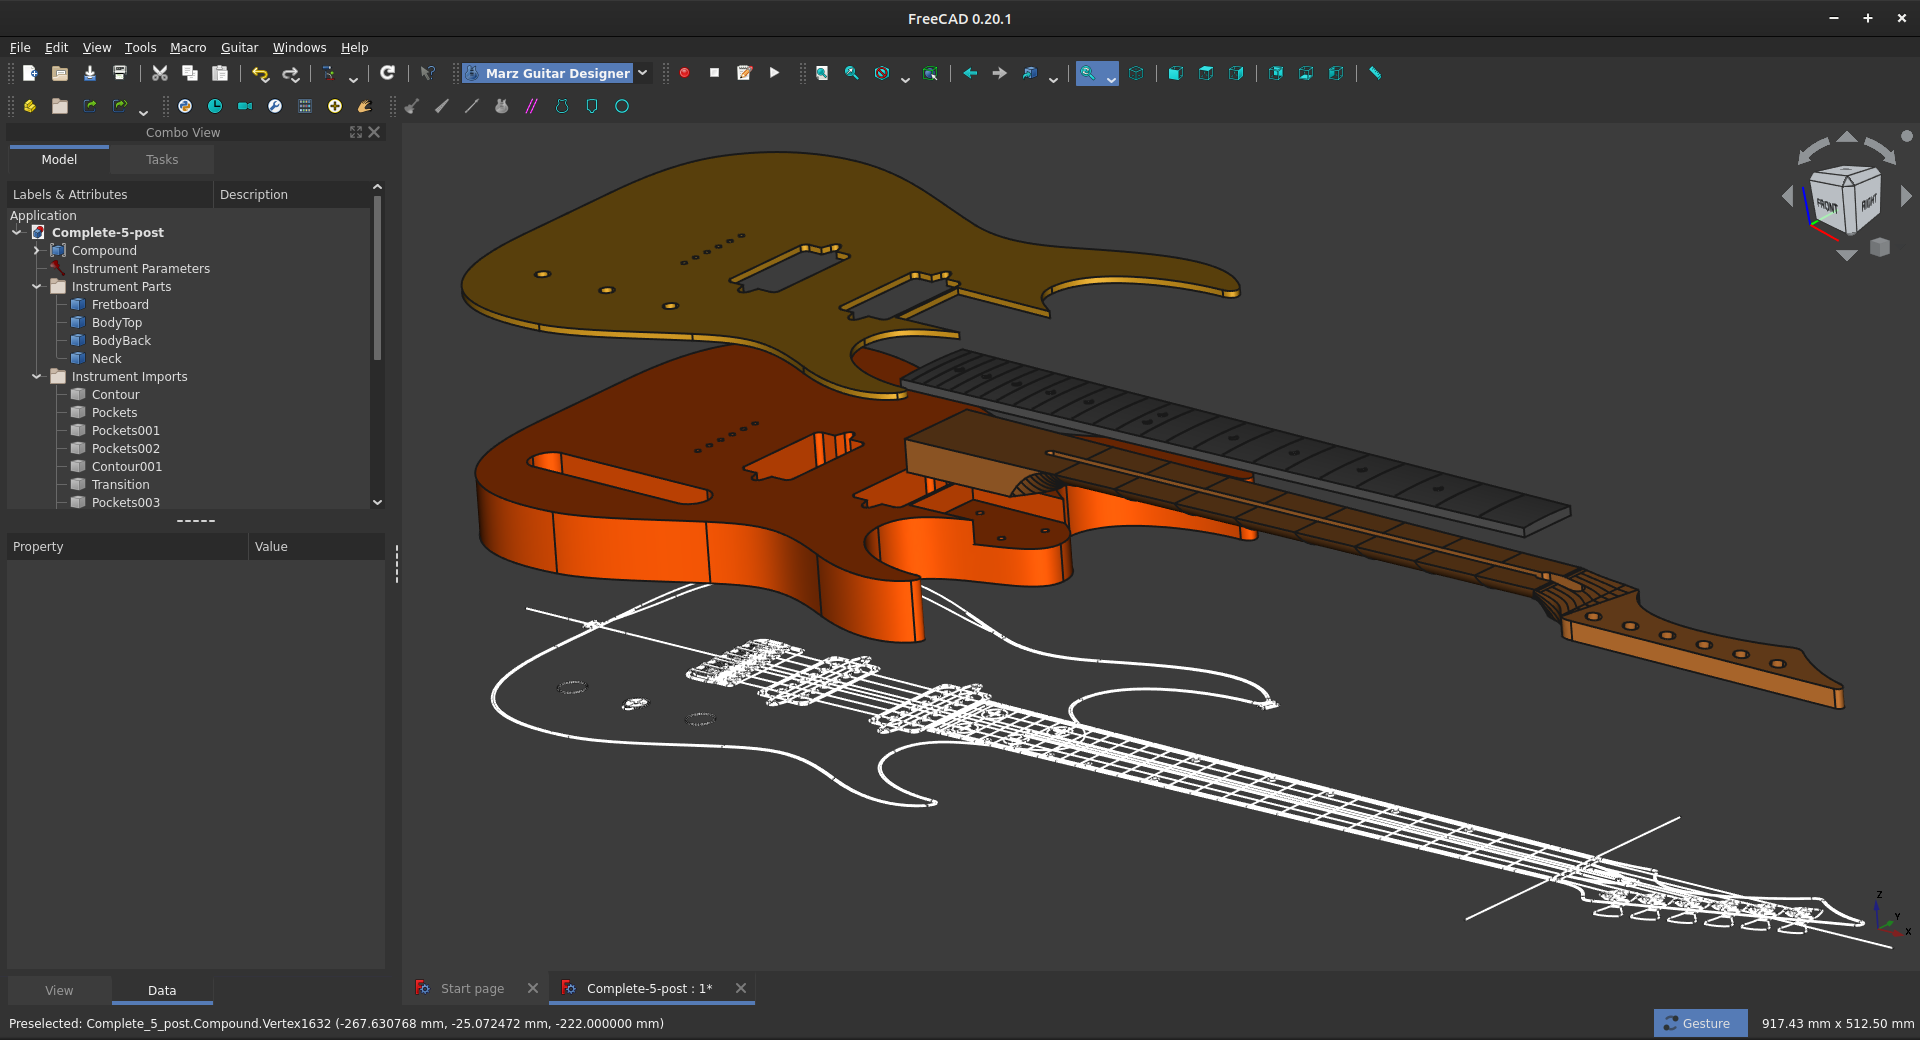 FreeCAD 0.20.1
File Edit View Tools Macro Guitar Windows Help
Marz Guitar Designer
Combo View
Model Tasks
Labels & Attributes Description
Application
Complete-5-post
Compound
Instrument Parameters
Instrument Parts
Fretboard
BodyTop
BodyBack
Neck
Instrument Imports
Contour
Pockets
Pockets001
Pockets002
Contour001
Transition
Pockets003
Property Value
View Data
FRONT RIGHT
Z
Y
X
Start page Complete-5-post : 1*
Preselected: Complete_5_post.Compound.Vertex1632 (-267.630768 mm, -25.072472 mm, -222.000000 mm) Gesture 917.43 mm x 512.50 mm